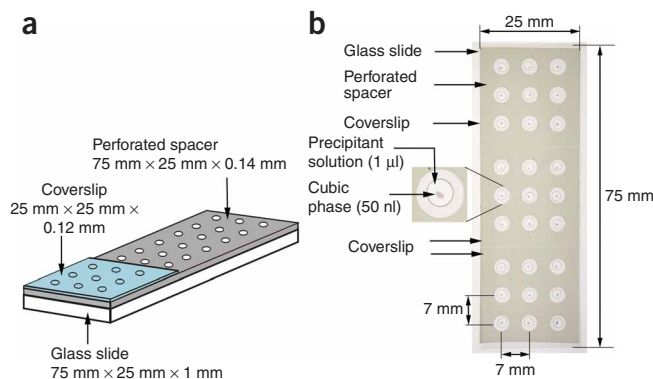 a
Perforated spacer
75 mm × 25 mm × 0.14 mm
Coverslip
25 mm × 25 mm ×
0.12 mm
Glass slide
75 mm × 25 mm × 1 mm
b
25 mm
Glass slide
Perforated
spacer
Coverslip
Precipitant
solution (1 µl)
Cubic
phase (50 nl)
Coverslip
75 mm
7 mm
7 mm